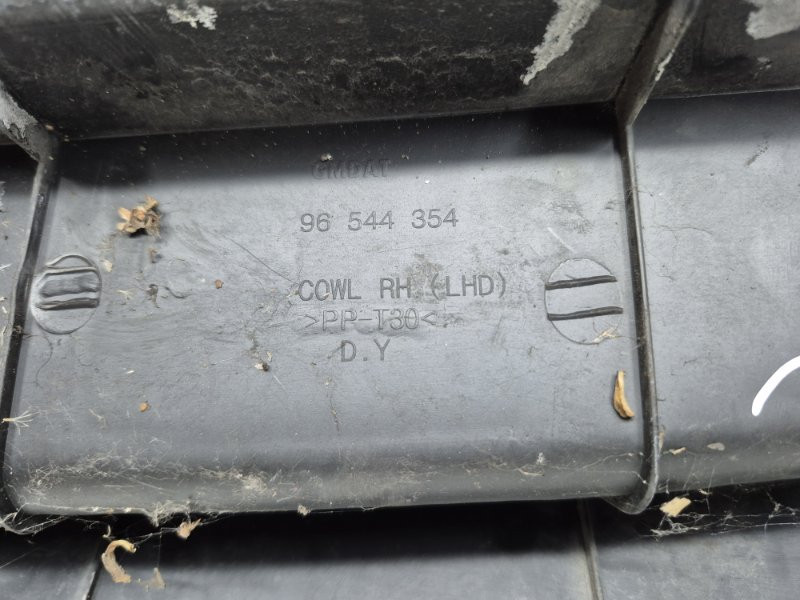 GMDAT
96 544 354
COWL RH (LHD)
>PP-T30<
D.Y